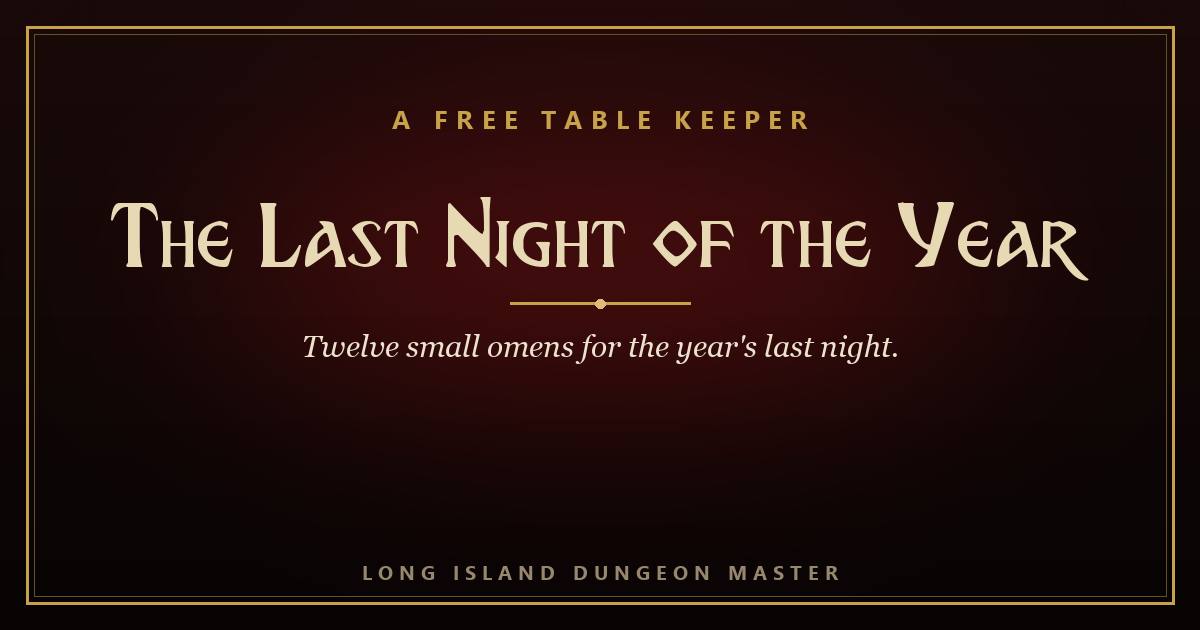 A FREE TABLE KEEPER
The Last Night of the Year
Twelve small omens for the year's last night.
LONG ISLAND DUNGEON MASTER